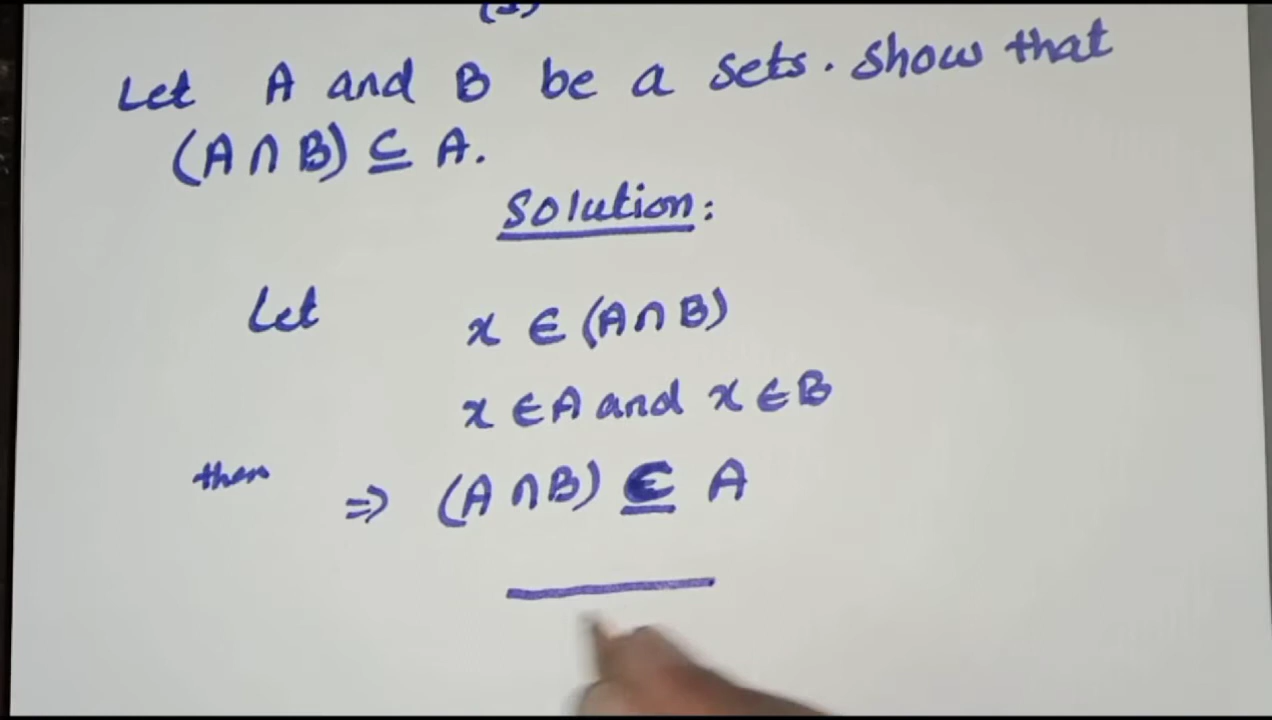 Let A and B be a sets. Show that
(A ∩ B) ⊆ A.
Solution:
Let x ∈ (A ∩ B)
x ∈ A and x ∈ B
then ⇒ (A ∩ B) ⊆ A